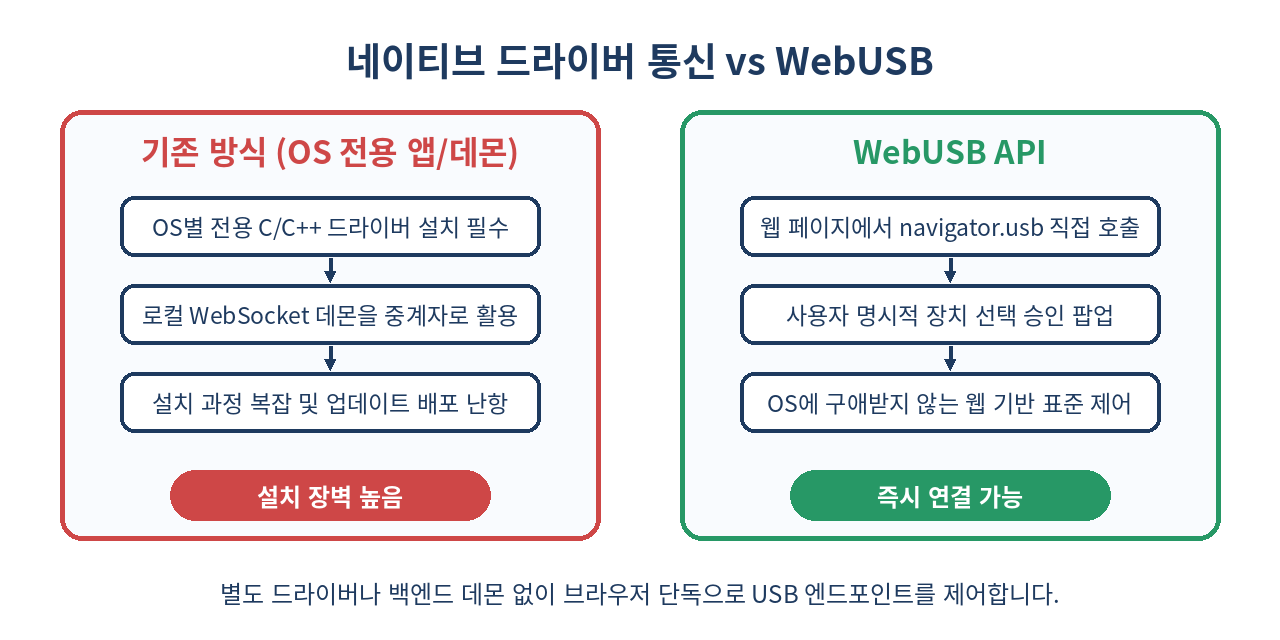 네이티브 드라이버 통신 vs WebUSB
기존 방식 (OS 전용 앱/데몬)
OS별 전용 C/C++ 드라이버 설치 필수
로컬 WebSocket 데몬을 중계자로 활용
설치 과정 복잡 및 업데이트 배포 난항
설치 장벽 높음
WebUSB API
웹 페이지에서 navigator.usb 직접 호출
사용자 명시적 장치 선택 승인 팝업
OS에 구애받지 않는 웹 기반 표준 제어
즉시 연결 가능
별도 드라이버나 백엔드 데몬 없이 브라우저 단독으로 USB 엔드포인트를 제어합니다.